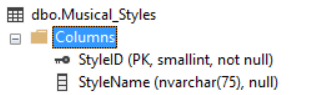 dbo.Musical_Styles
Columns
StyleID (PK, smallint, not null)
StyleName (nvarchar(75), null)